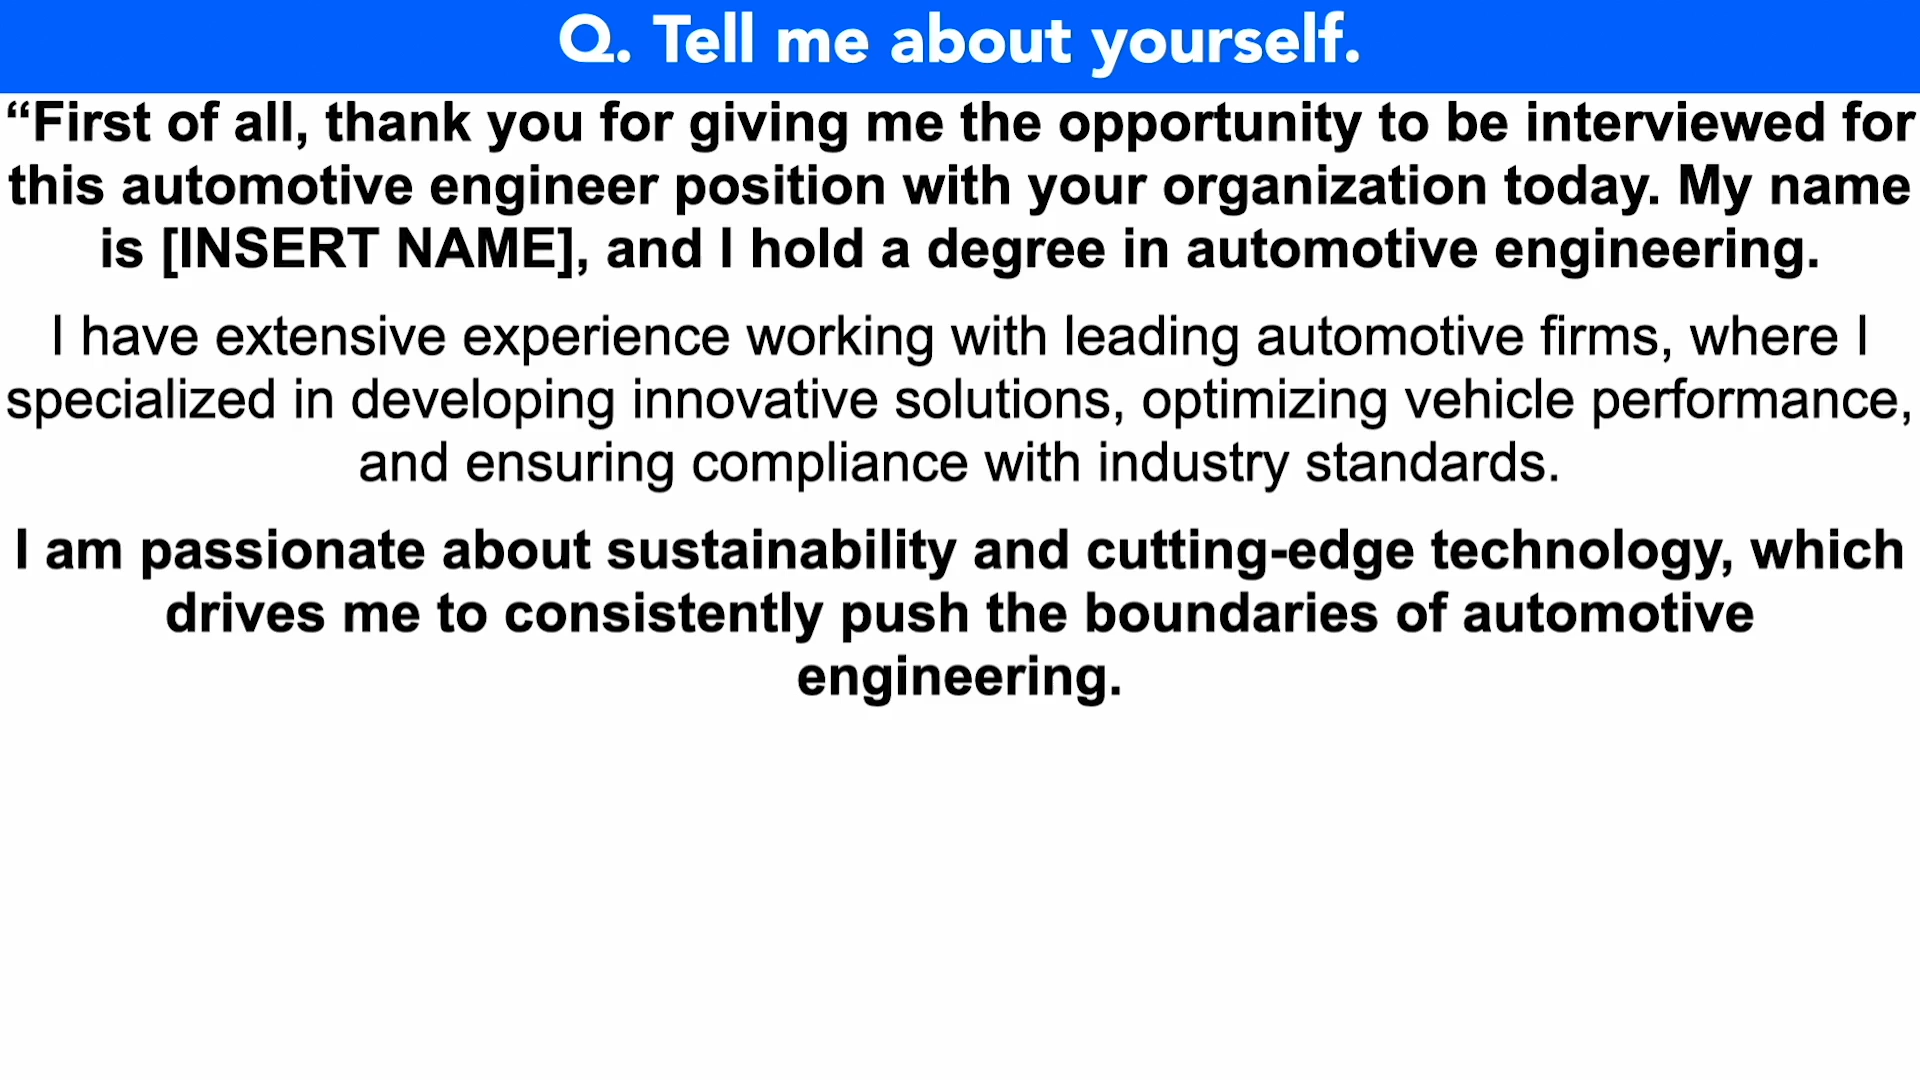 Q. Tell me about yourself.
“First of all, thank you for giving me the opportunity to be interviewed for
this automotive engineer position with your organization today. My name
is [INSERT NAME], and I hold a degree in automotive engineering.
I have extensive experience working with leading automotive firms, where I
specialized in developing innovative solutions, optimizing vehicle performance,
and ensuring compliance with industry standards.
I am passionate about sustainability and cutting-edge technology, which
drives me to consistently push the boundaries of automotive
engineering.